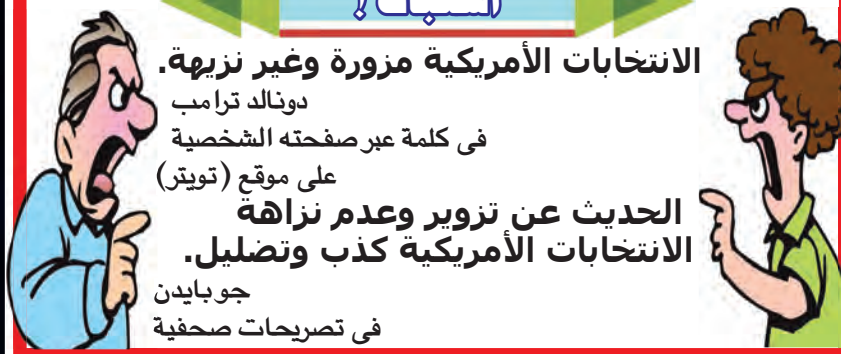 الانتخابات الأمريكية مزورة وغير نزيهة.
دونالد ترامب
فى كلمة عبر صفحته الشخصية
على موقع (تويتر)
الحديث عن تزوير وعدم نزاهة
الانتخابات الأمريكية كذب وتضليل.
جو بايدن
فى تصريحات صحفية